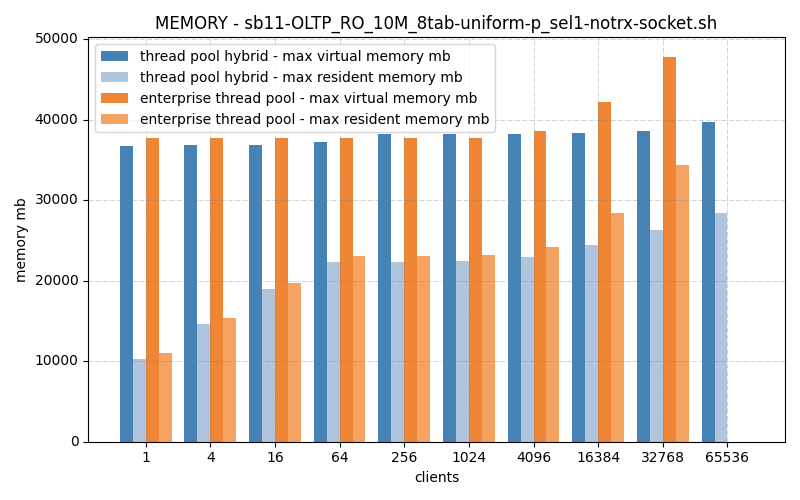 MEMORY - sb11-OLTP_RO_10M_8tab-uniform-p_sel1-notrx-socket.sh
50000
40000
30000
20000
10000
0
memory mb
thread pool hybrid - max virtual memory mb
thread pool hybrid - max resident memory mb
enterprise thread pool - max virtual memory mb
enterprise thread pool - max resident memory mb
1 4 16 64 256 1024 4096 16384 32768 65536
clients